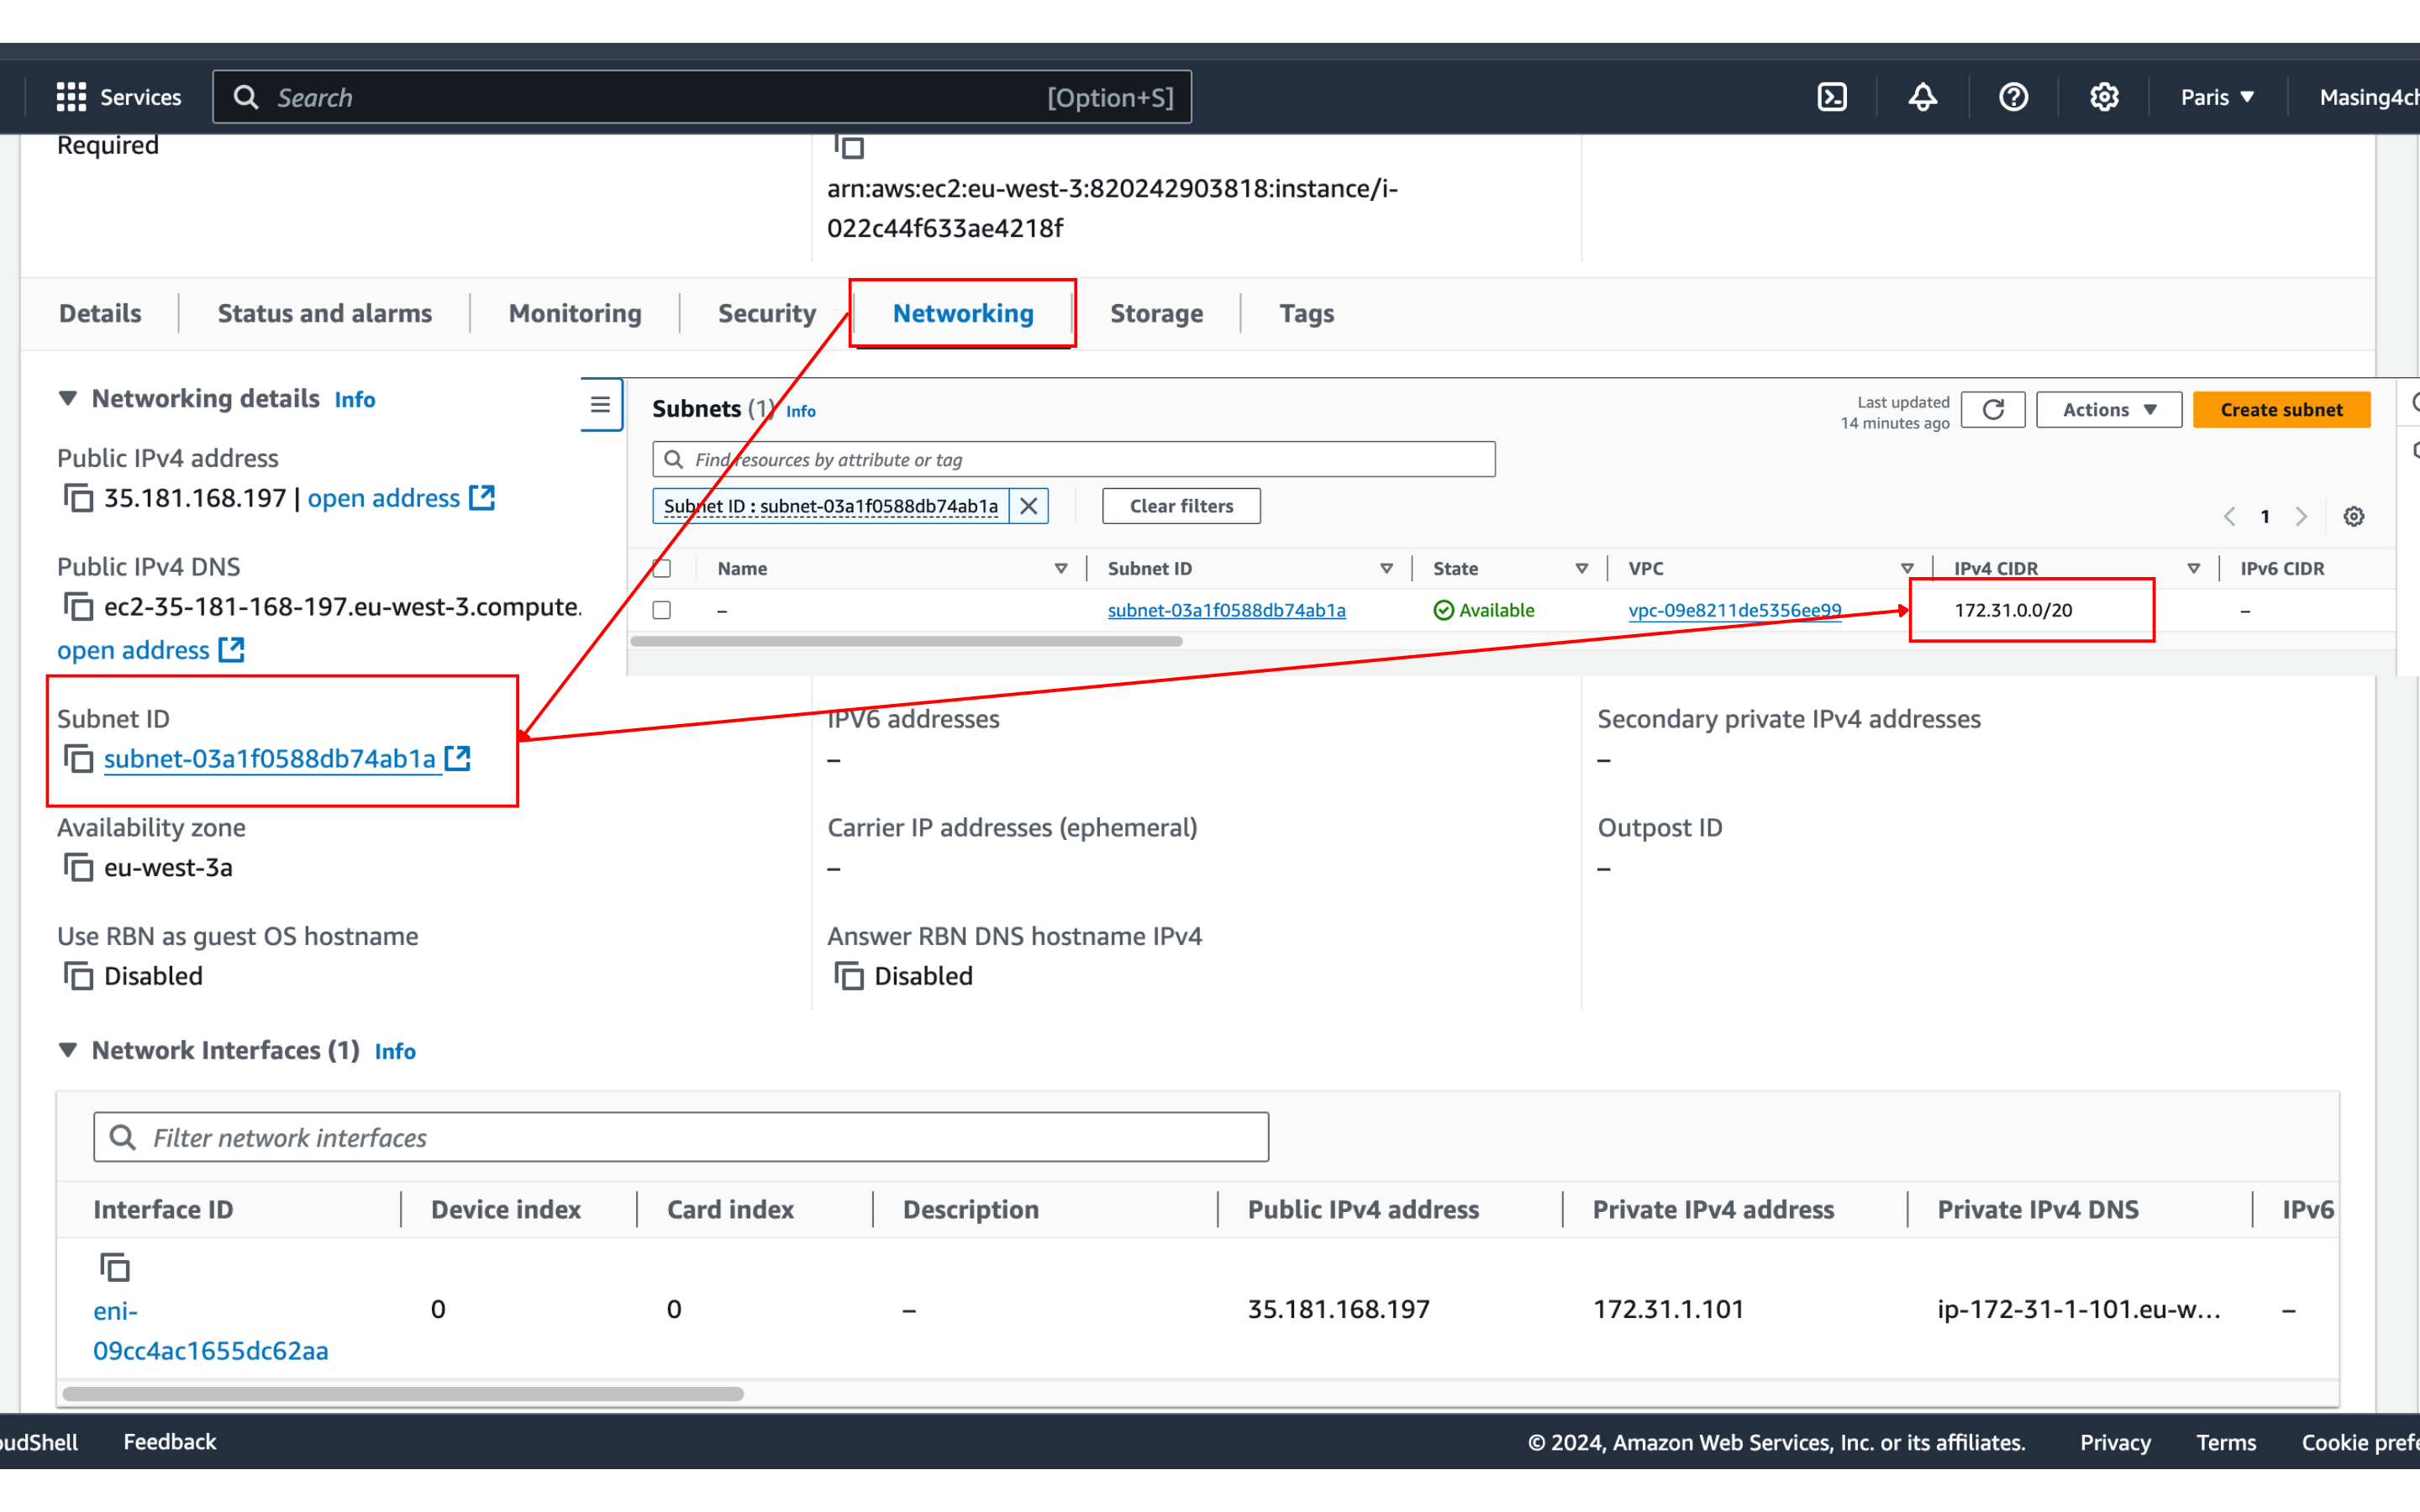 Services
Search [Option+S]
Paris ▼
Masing4ch
Required
arn:aws:ec2:eu-west-3:820242903818:instance/i-
022c44f633ae4218f
Details
Status and alarms
Monitoring
Security
Networking
Storage
Tags
▼ Networking details Info
Public IPv4 address
35.181.168.197 | open address
Public IPv4 DNS
ec2-35-181-168-197.eu-west-3.compute.
open address
Subnets (1) Info
Last updated
14 minutes ago
Actions ▼
Create subnet
Find resources by attribute or tag
Subnet ID : subnet-03a1f0588db74ab1a
Clear filters
1
Name Subnet ID State VPC IPv4 CIDR IPv6 CIDR
– subnet-03a1f0588db74ab1a Available vpc-09e8211de5356ee99 172.31.0.0/20 –
Subnet ID
subnet-03a1f0588db74ab1a
IPV6 addresses
–
Secondary private IPv4 addresses
–
Availability zone
eu-west-3a
Carrier IP addresses (ephemeral)
–
Outpost ID
–
Use RBN as guest OS hostname
Disabled
Answer RBN DNS hostname IPv4
Disabled
▼ Network Interfaces (1) Info
Filter network interfaces
Interface ID Device index Card index Description Public IPv4 address Private IPv4 address Private IPv4 DNS IPv6
eni-
09cc4ac1655dc62aa
0 0 – 35.181.168.197 172.31.1.101 ip-172-31-1-101.eu-w... –
oudShell
Feedback
© 2024, Amazon Web Services, Inc. or its affiliates.
Privacy
Terms
Cookie prefe